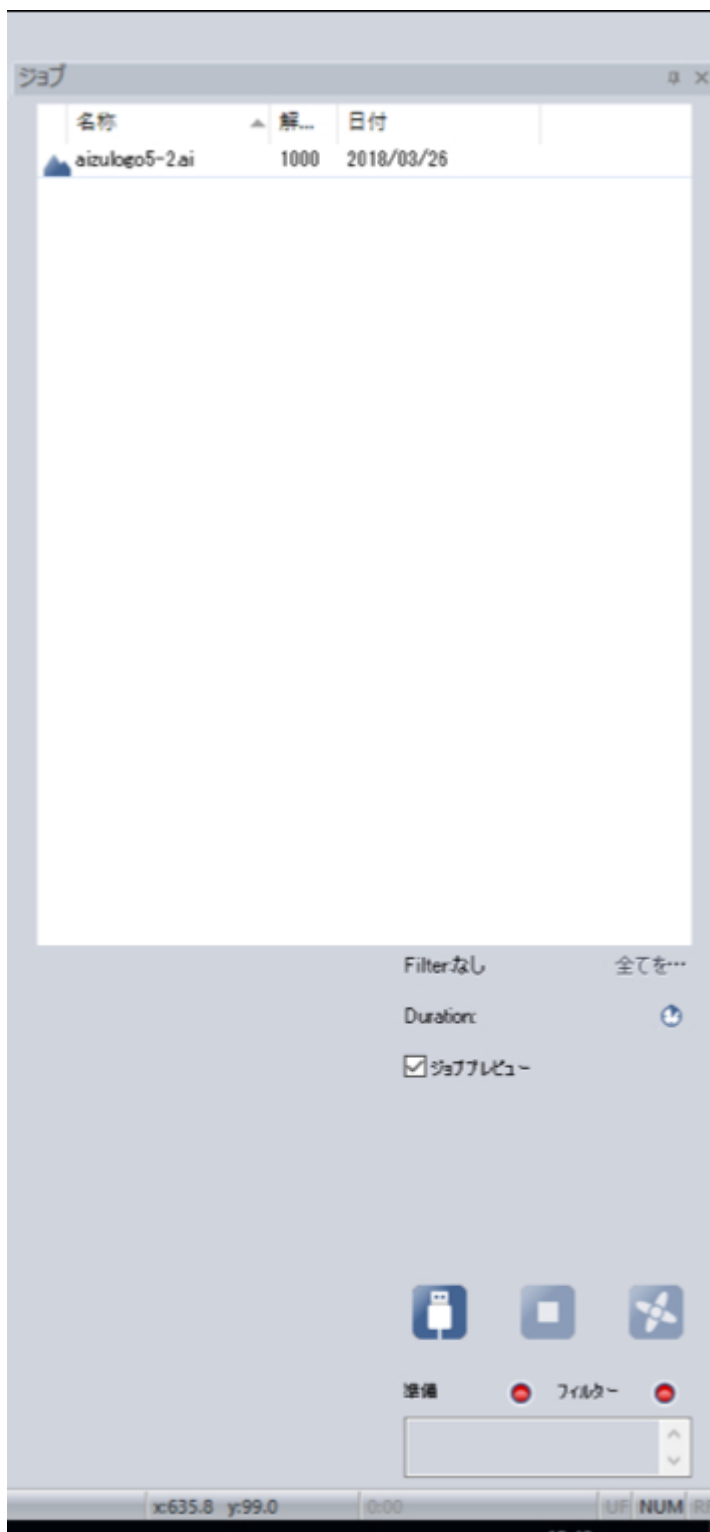 ジョブ
名称 解... 日付
aizulogo5-2.ai 1000 2018/03/26
Filter:なし 全てを...
Duration:
ジョブプレビュー
準備 フィルター
x:635.8 y:99.0 0:00 UF NUM